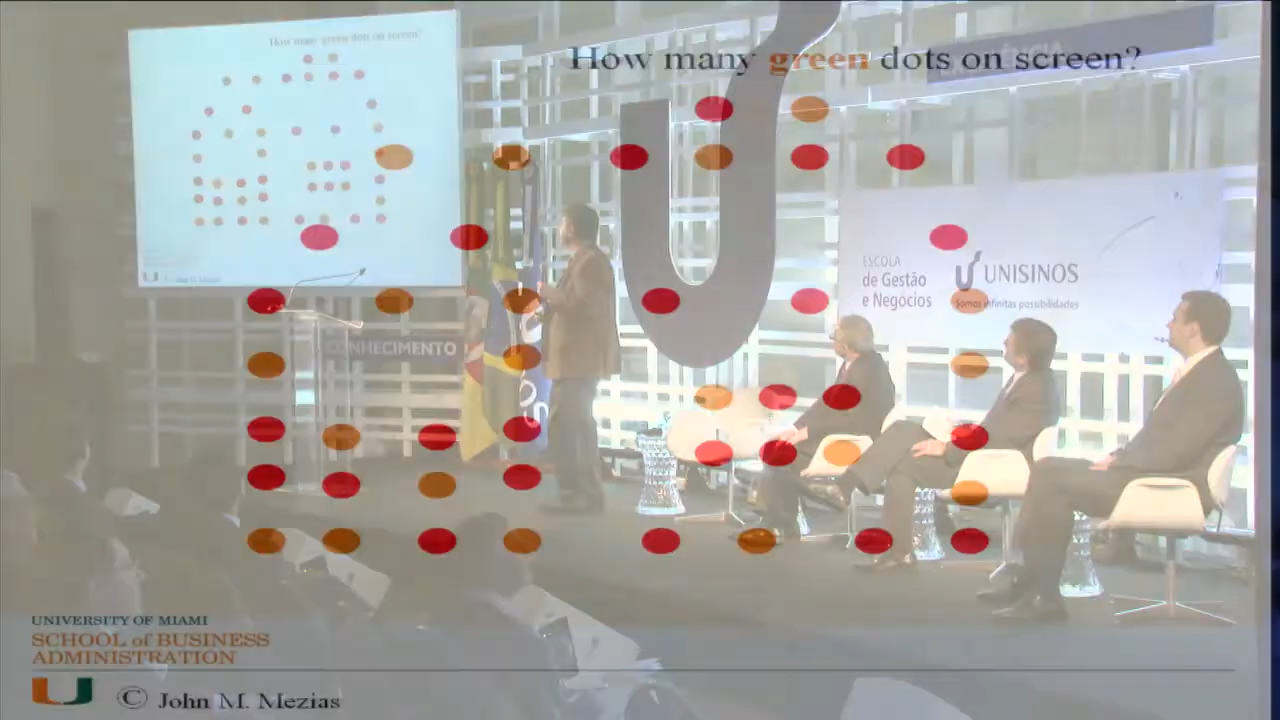 How many green dots on screen?
How many green dots on screen?
ESCOLA
de Gestão
e Negócios
UNISINOS
Somos infinitas possibilidades
CONHECIMENTO
UNIVERSITY OF MIAMI
SCHOOL of BUSINESS
ADMINISTRATION
© John M. Mezias